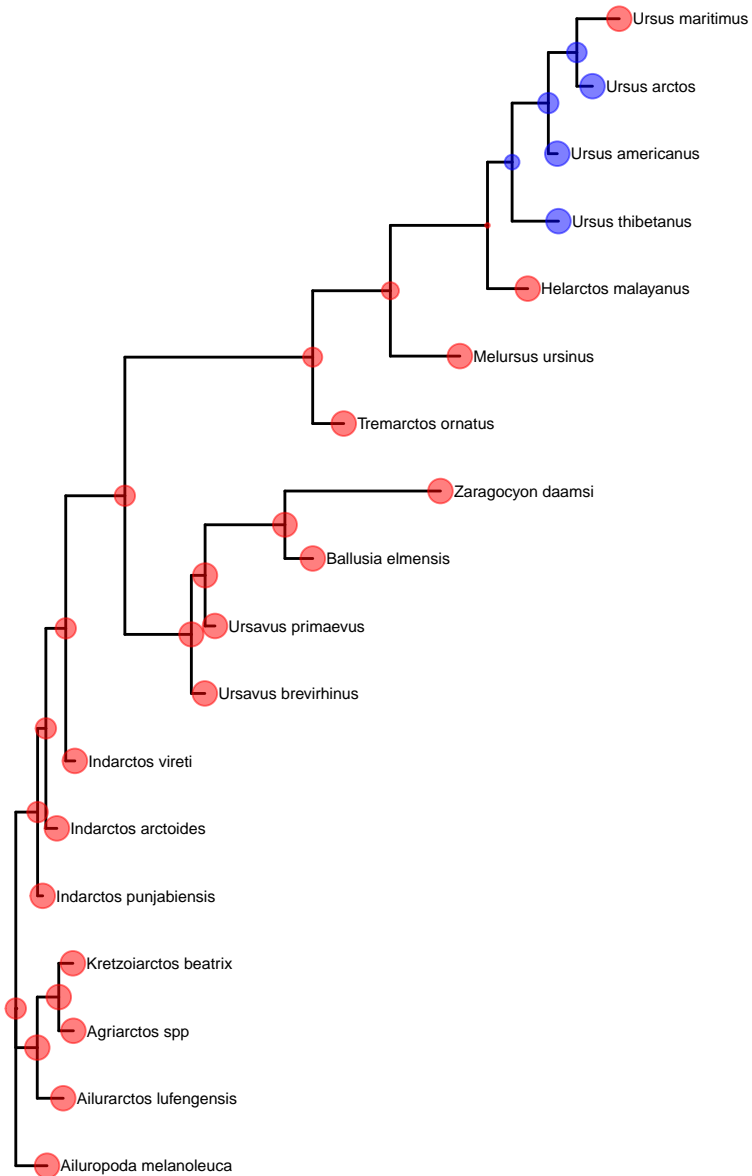 Ursus maritimus
Ursus arctos
Ursus americanus
Ursus thibetanus
Helarctos malayanus
Melursus ursinus
Tremarctos ornatus
Zaragocyon daamsi
Ballusia elmensis
Ursavus primaevus
Ursavus brevirhinus
Indarctos vireti
Indarctos arctoides
Indarctos punjabiensis
Kretzoiarctos beatrix
Agriarctos spp
Ailurarctos lufengensis
Ailuropoda melanoleuca